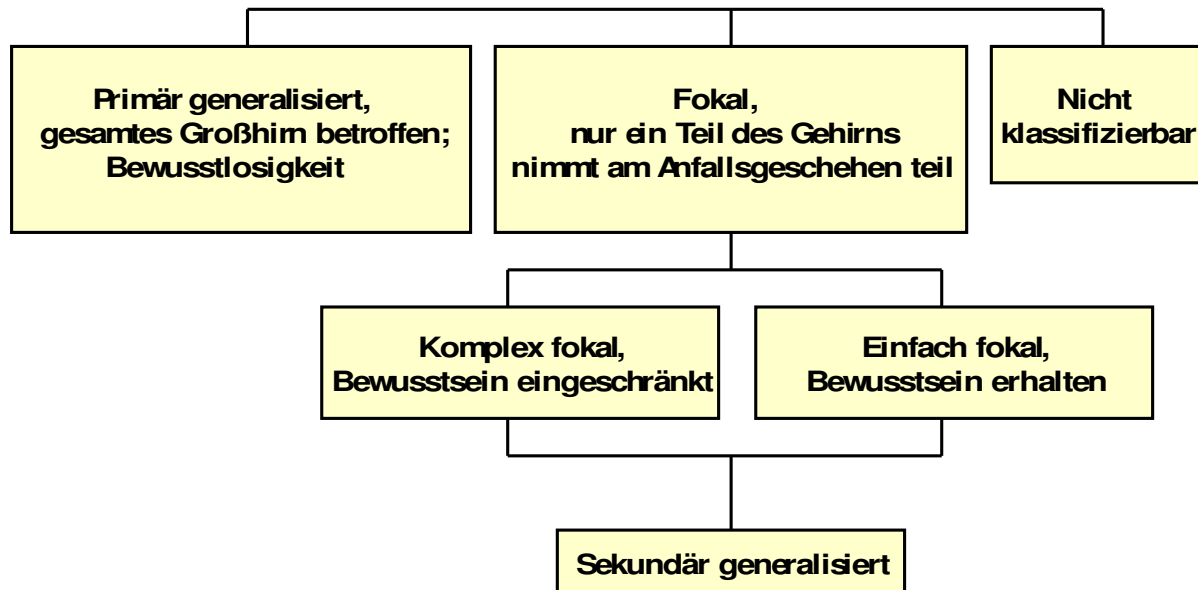 Primär generalisiert,
gesamtes Großhirn betroffen;
Bewusstlosigkeit
Fokal,
nur ein Teil des Gehirns
nimmt am Anfallsgeschehen teil
Nicht
klassifizierbar
Komplex fokal,
Bewusstsein eingeschränkt
Einfach fokal,
Bewusstsein erhalten
Sekundär generalisiert